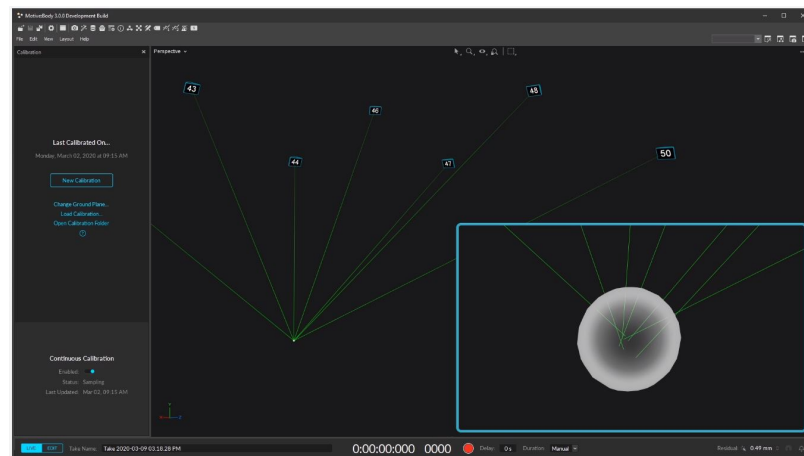 MotiveBody 3.0.0 Development Build
File Edit View Layout Help
Calibration
Perspective
43
46
48
44
47
50
Last Calibrated On...
Monday, March 02, 2020 at 09:15 AM
New Calibration
Change Ground Plane...
Load Calibration...
Open Calibration Folder
Continuous Calibration
Enabled:
Status: Sampling
Last Updated: Mar 02, 09:15 AM
LIVE EDIT Take Name: Take 2020-03-09 03.18.28 PM 0:00:00:000 0000 Delay: 0 s Duration: Manual Residual: 0.49 mm